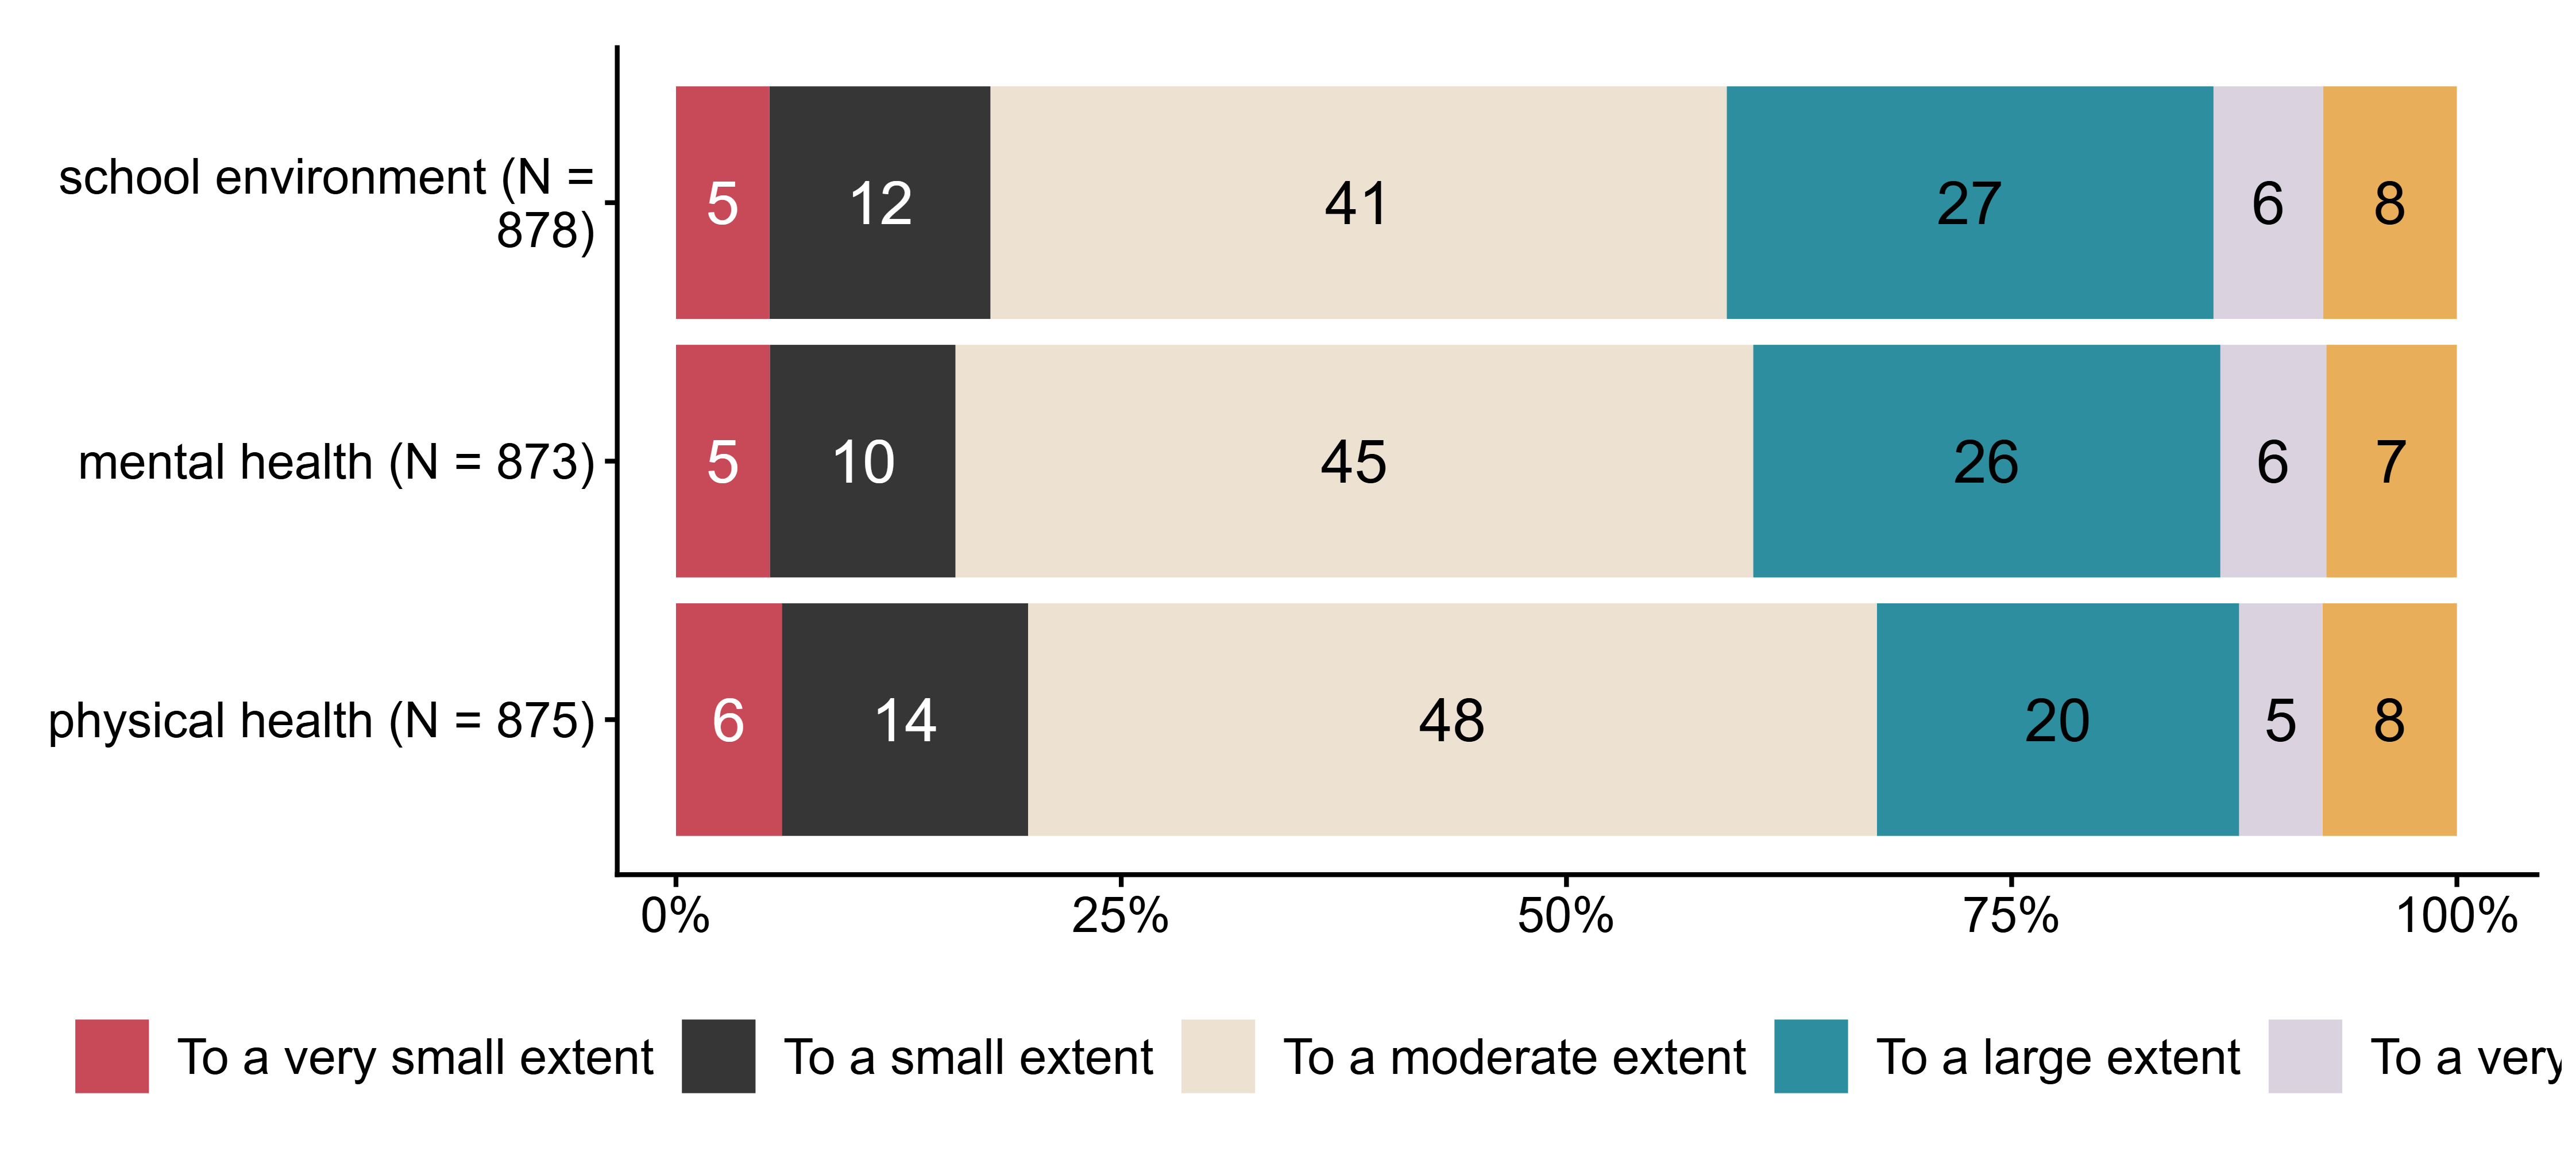 school environment (N =
878)
5 12 41 27 6 8
mental health (N = 873)
5 10 45 26 6 7
physical health (N = 875)
6 14 48 20 5 8
0% 25% 50% 75% 100%
To a very small extent To a small extent To a moderate extent To a large extent To a very